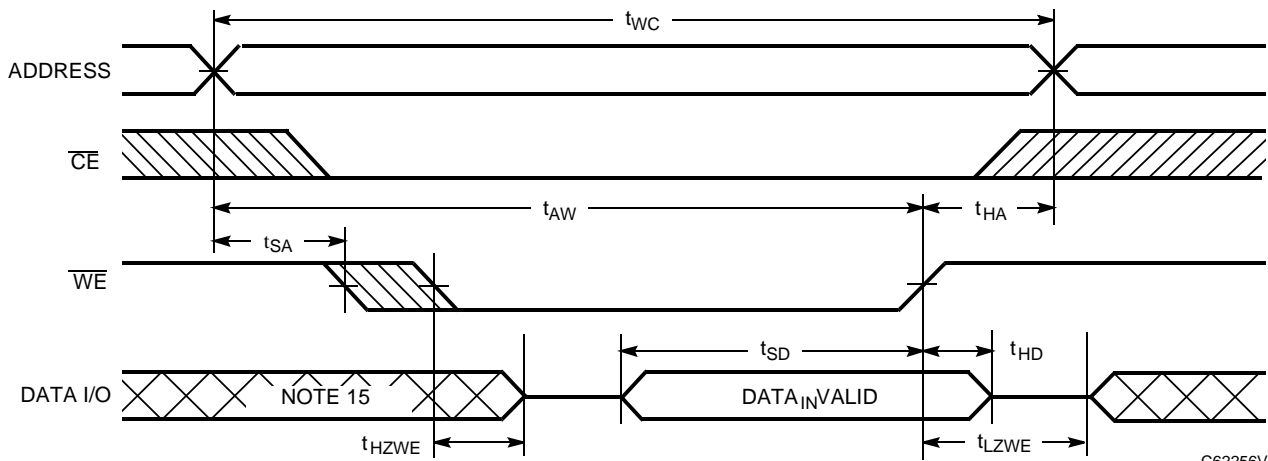 tWC
ADDRESS
CE
tAW
tHA
tSA
WE
tSD
tHD
DATA I/O
NOTE 15
DATAINVALID
tHZWE
tLZWE